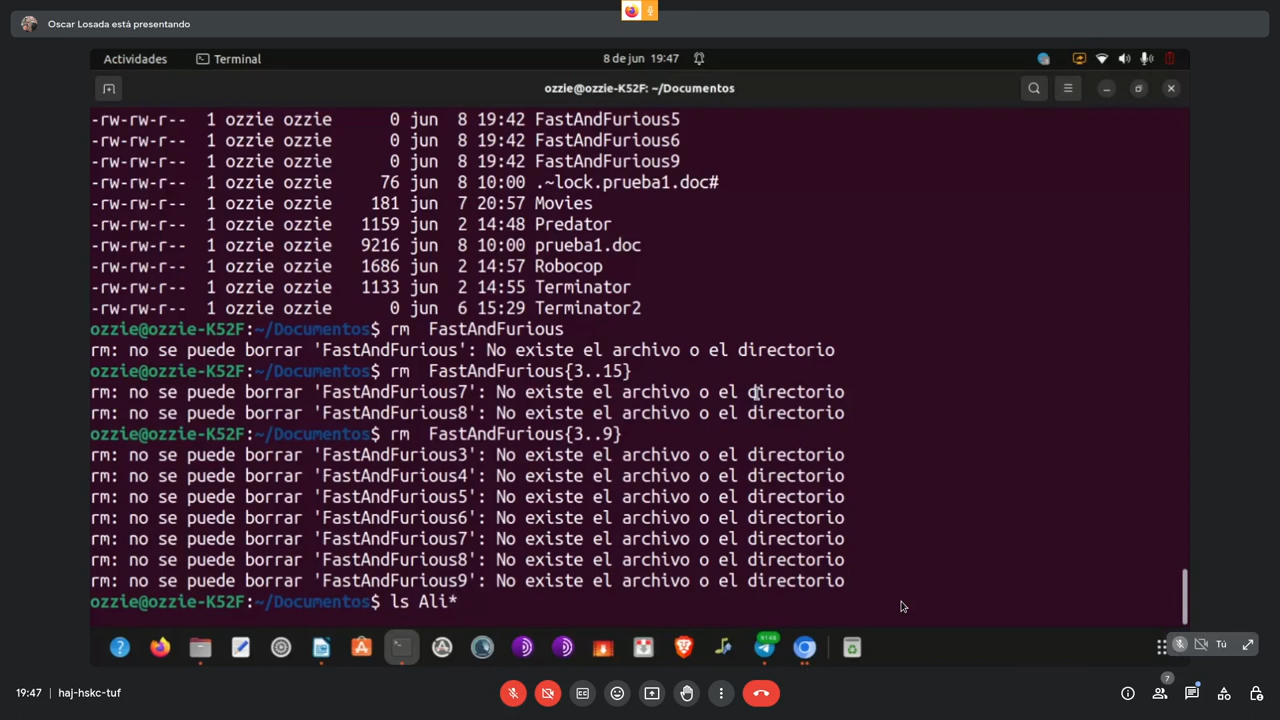 Oscar Losada está presentando
Actividades Terminal 8 de jun 19:47
ozzie@ozzie-K52F: ~/Documentos
-rw-rw-r-- 1 ozzie ozzie 0 jun 8 19:42 FastAndFurious5
-rw-rw-r-- 1 ozzie ozzie 0 jun 8 19:42 FastAndFurious6
-rw-rw-r-- 1 ozzie ozzie 0 jun 8 19:42 FastAndFurious9
-rw-rw-r-- 1 ozzie ozzie 76 jun 8 10:00 .~lock.prueba1.doc#
-rw-rw-r-- 1 ozzie ozzie 181 jun 7 20:57 Movies
-rw-rw-r-- 1 ozzie ozzie 1159 jun 2 14:48 Predator
-rw-rw-r-- 1 ozzie ozzie 9216 jun 8 10:00 prueba1.doc
-rw-rw-r-- 1 ozzie ozzie 1686 jun 2 14:57 Robocop
-rw-rw-r-- 1 ozzie ozzie 1133 jun 2 14:55 Terminator
-rw-rw-r-- 1 ozzie ozzie 0 jun 6 15:29 Terminator2
ozzie@ozzie-K52F:~/Documentos$ rm  FastAndFurious
rm: no se puede borrar 'FastAndFurious': No existe el archivo o el directorio
ozzie@ozzie-K52F:~/Documentos$ rm  FastAndFurious{3..15}
rm: no se puede borrar 'FastAndFurious7': No existe el archivo o el directorio
rm: no se puede borrar 'FastAndFurious8': No existe el archivo o el directorio
ozzie@ozzie-K52F:~/Documentos$ rm  FastAndFurious{3..9}
rm: no se puede borrar 'FastAndFurious3': No existe el archivo o el directorio
rm: no se puede borrar 'FastAndFurious4': No existe el archivo o el directorio
rm: no se puede borrar 'FastAndFurious5': No existe el archivo o el directorio
rm: no se puede borrar 'FastAndFurious6': No existe el archivo o el directorio
rm: no se puede borrar 'FastAndFurious7': No existe el archivo o el directorio
rm: no se puede borrar 'FastAndFurious8': No existe el archivo o el directorio
rm: no se puede borrar 'FastAndFurious9': No existe el archivo o el directorio
ozzie@ozzie-K52F:~/Documentos$ ls Ali*
Tú
19:47 haj-hskc-tuf 7